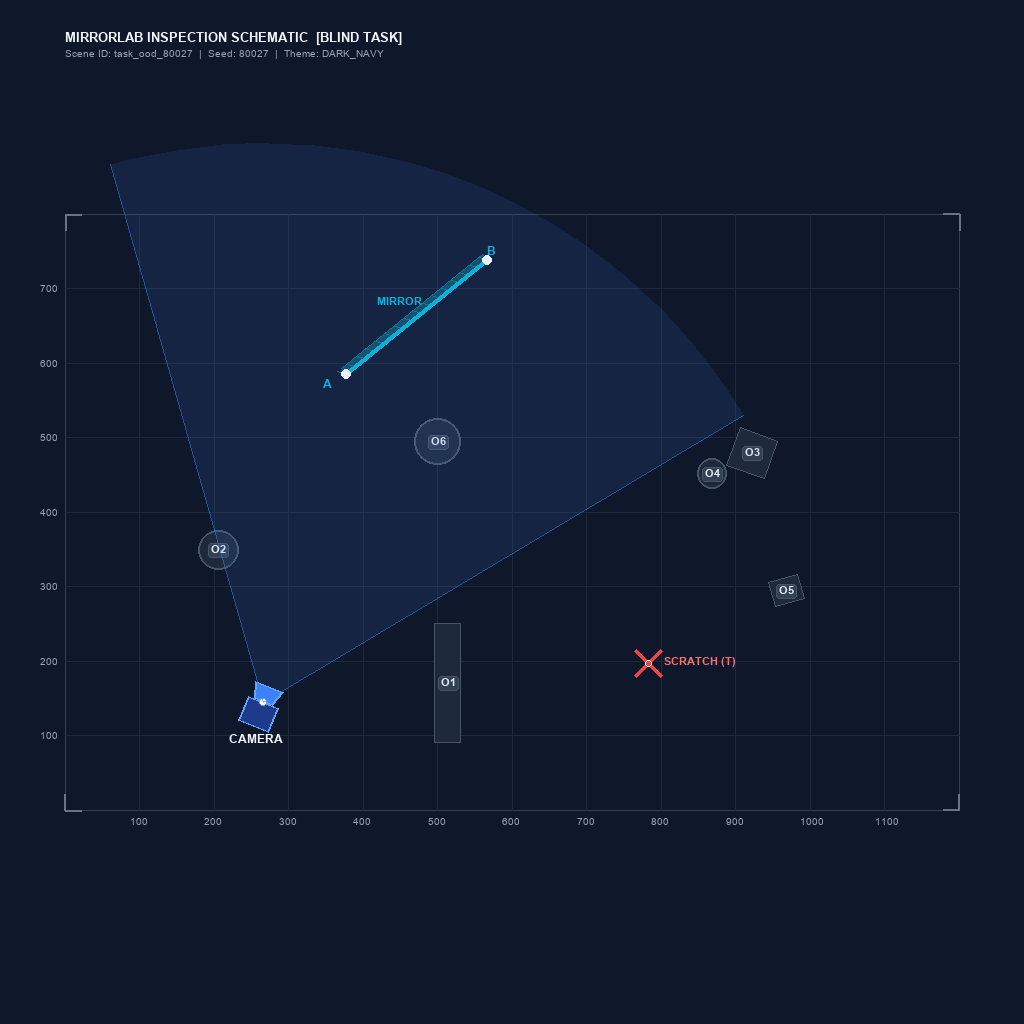 MIRRORLAB INSPECTION SCHEMATIC  [BLIND TASK]
Scene ID: task_ood_80027  |  Seed: 80027  |  Theme: DARK_NAVY
B
MIRROR
700
600
A
500
O6
O3
O4
400
O2
300
O5
200
SCRATCH (T)
O1
100
CAMERA
100 200 300 400 500 600 700 800 900 1000 1100